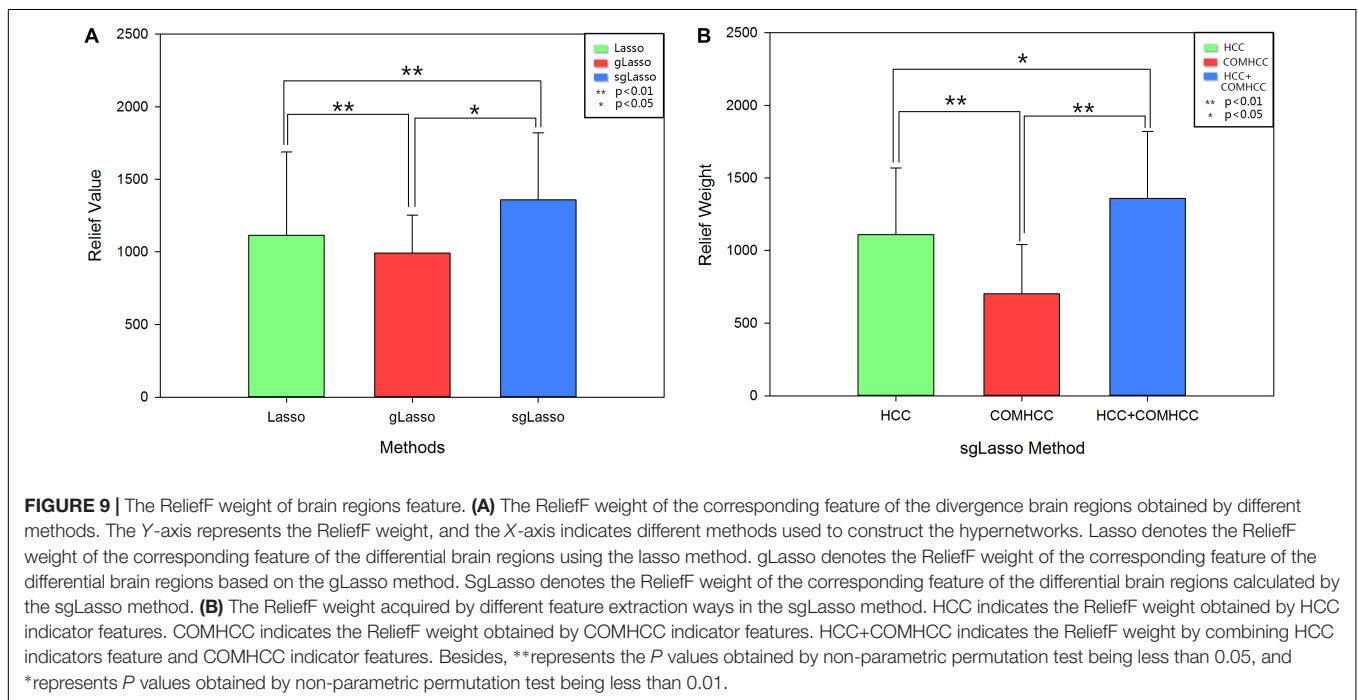 A
2500
2000
1500
1000
500
0
Relief Value
Lasso
gLasso
sgLasso
** p<0.01
* p<0.05
**
**
*
Lasso
gLasso
sgLasso
Methods
B
2500
2000
1500
1000
500
0
Relief Weight
HCC
COMHCC
HCC+
COMHCC
** p<0.01
* p<0.05
*
**
**
HCC
COMHCC
HCC+COMHCC
sgLasso Method
FIGURE 9 | The ReliefF weight of brain regions feature. (A) The ReliefF weight of the corresponding feature of the divergence brain regions obtained by different
methods. The Y-axis represents the ReliefF weight, and the X-axis indicates different methods used to construct the hypernetworks. Lasso denotes the ReliefF
weight of the corresponding feature of the differential brain regions using the lasso method. gLasso denotes the ReliefF weight of the corresponding feature of the
differential brain regions based on the gLasso method. SgLasso denotes the ReliefF weight of the corresponding feature of the differential brain regions calculated by
the sgLasso method. (B) The ReliefF weight acquired by different feature extraction ways in the sgLasso method. HCC indicates the ReliefF weight obtained by HCC
indicator features. COMHCC indicates the ReliefF weight obtained by COMHCC indicator features. HCC+COMHCC indicates the ReliefF weight by combining HCC
indicators feature and COMHCC indicator features. Besides, **represents the P values obtained by non-parametric permutation test being less than 0.05, and
*represents P values obtained by non-parametric permutation test being less than 0.01.